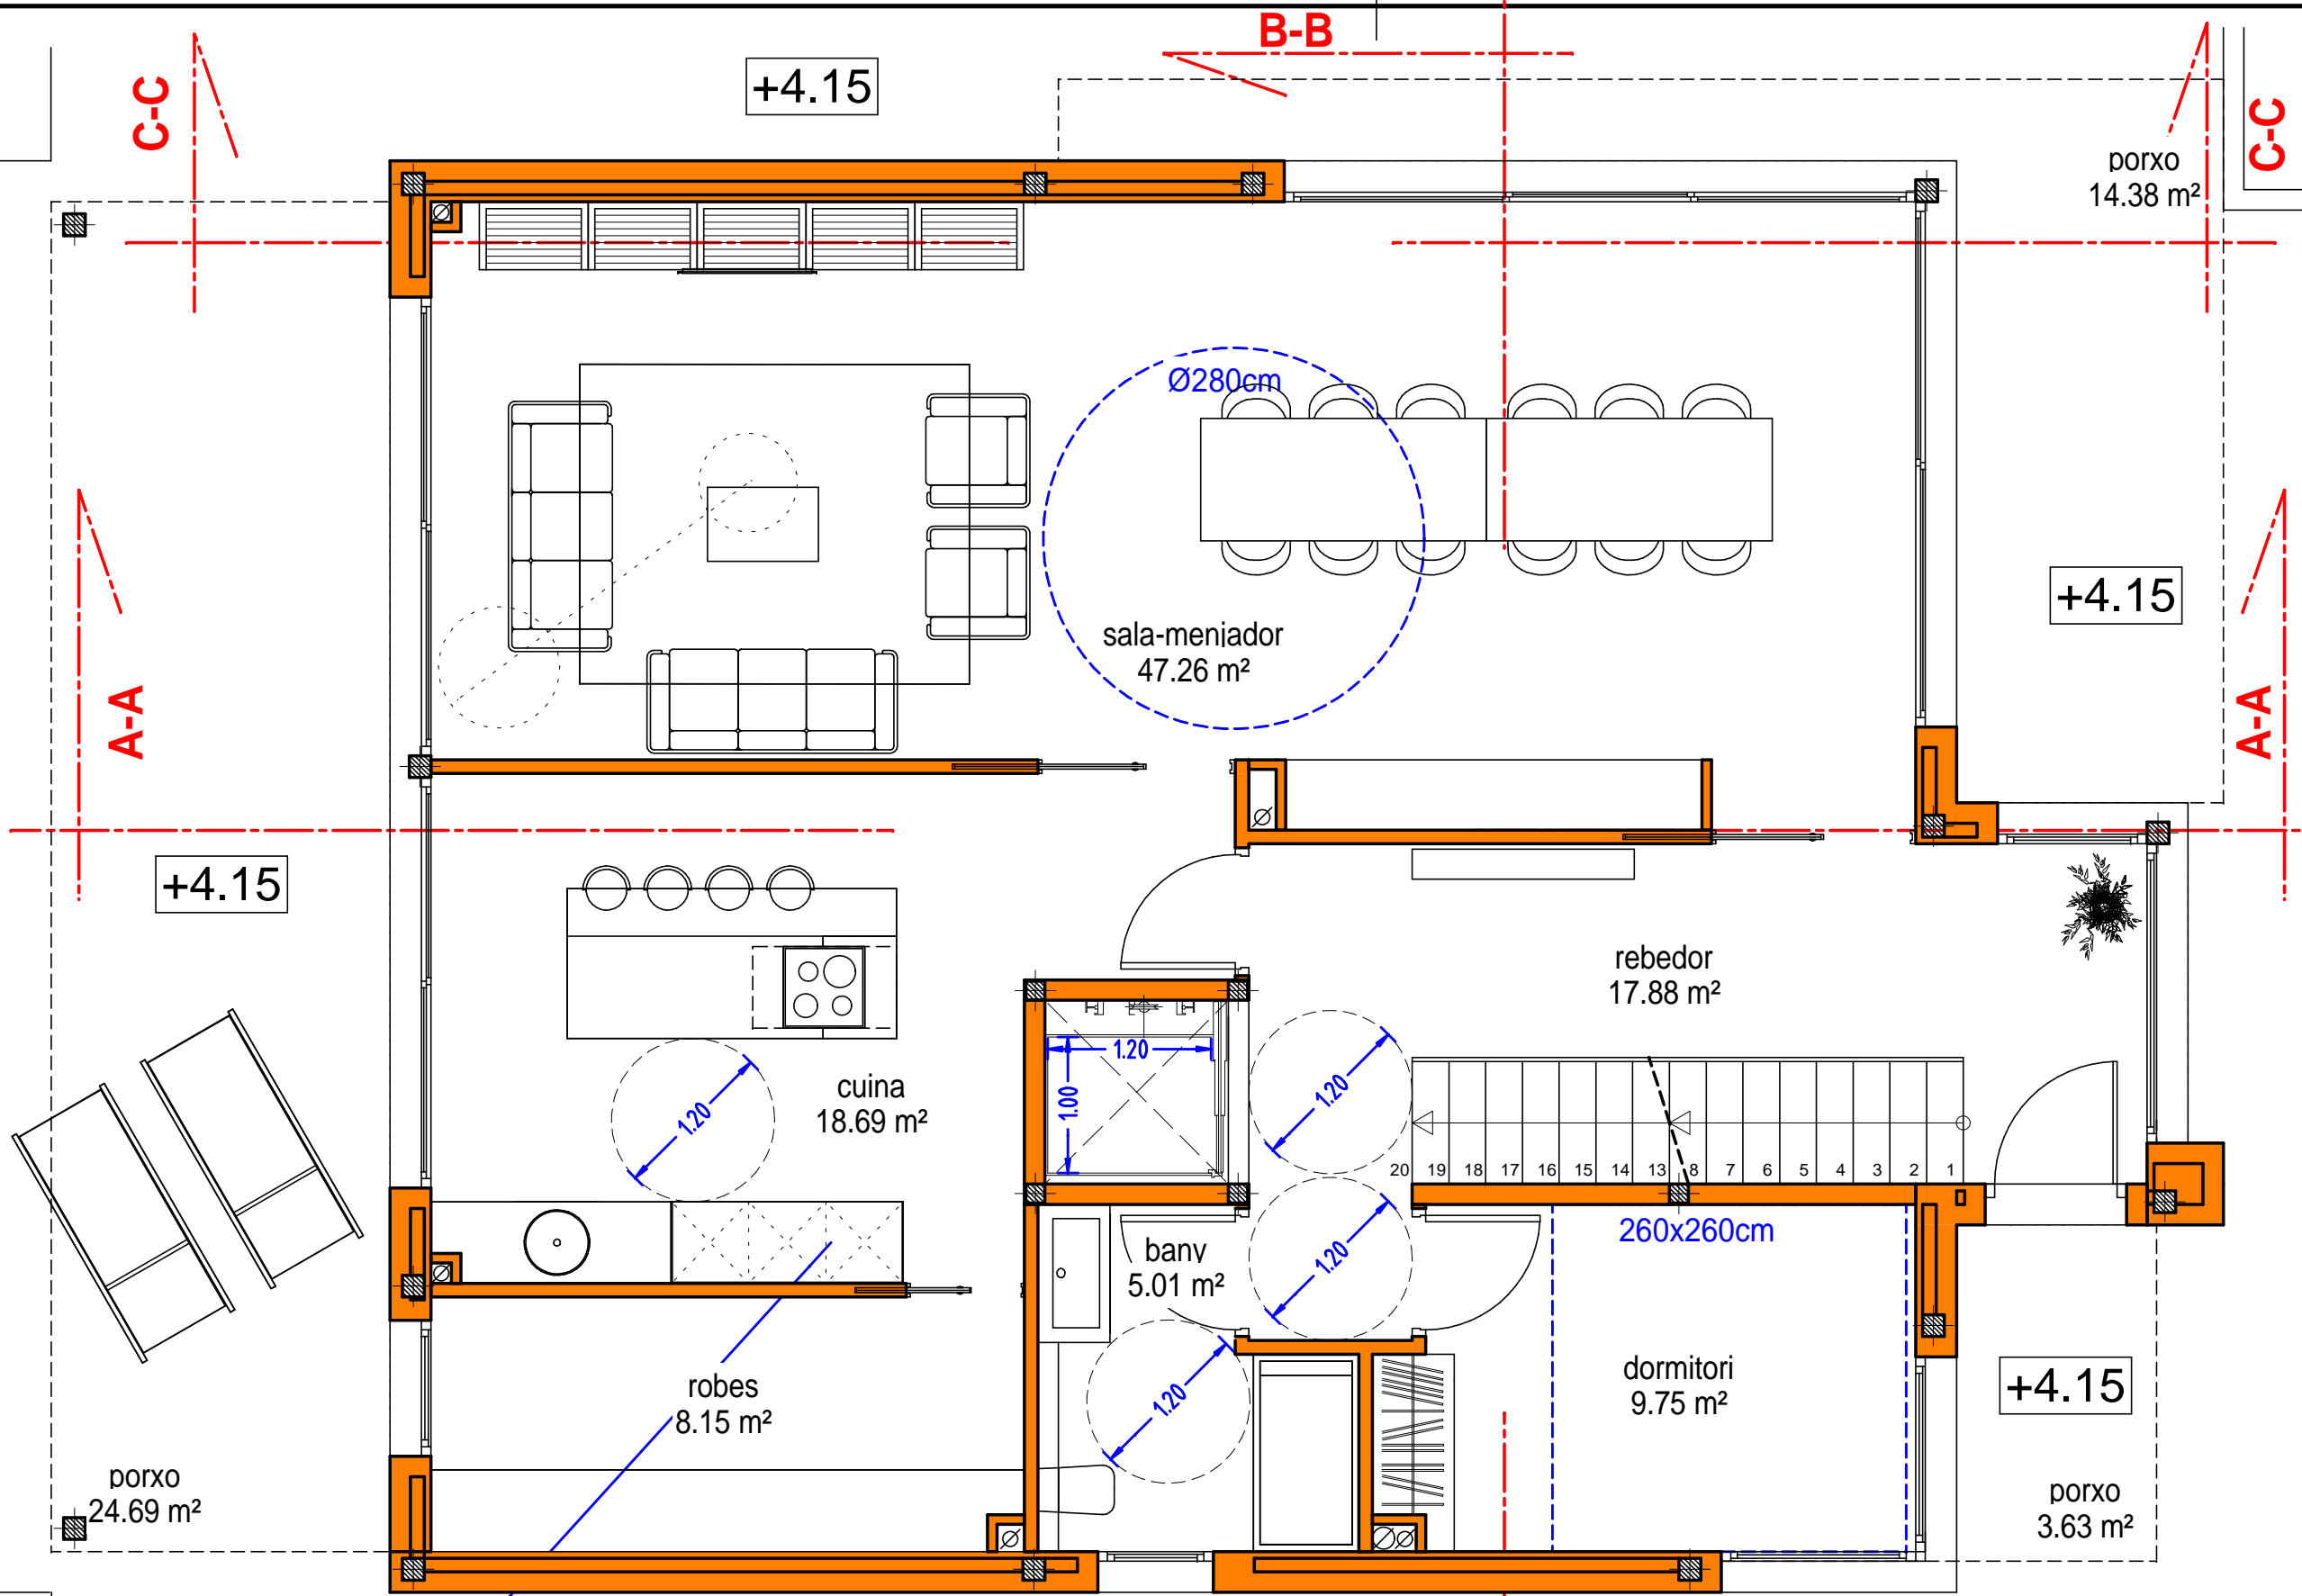 B-B
C-C
+4.15
C-C
porxo
14.38 m²
Ø280cm
+4.15
sala-menjador
47.26 m²
A-A
A-A
+4.15
rebedor
17.88 m²
1.20
1.00
1.20
cuina
18.69 m²
1.20
20 19 18 17 16 15 14 13 8 7 6 5 4 3 2 1
260x260cm
bany
5.01 m²
1.20
dormitori
9.75 m²
+4.15
robes
8.15 m²
1.20
porxo
24.69 m²
porxo
3.63 m²